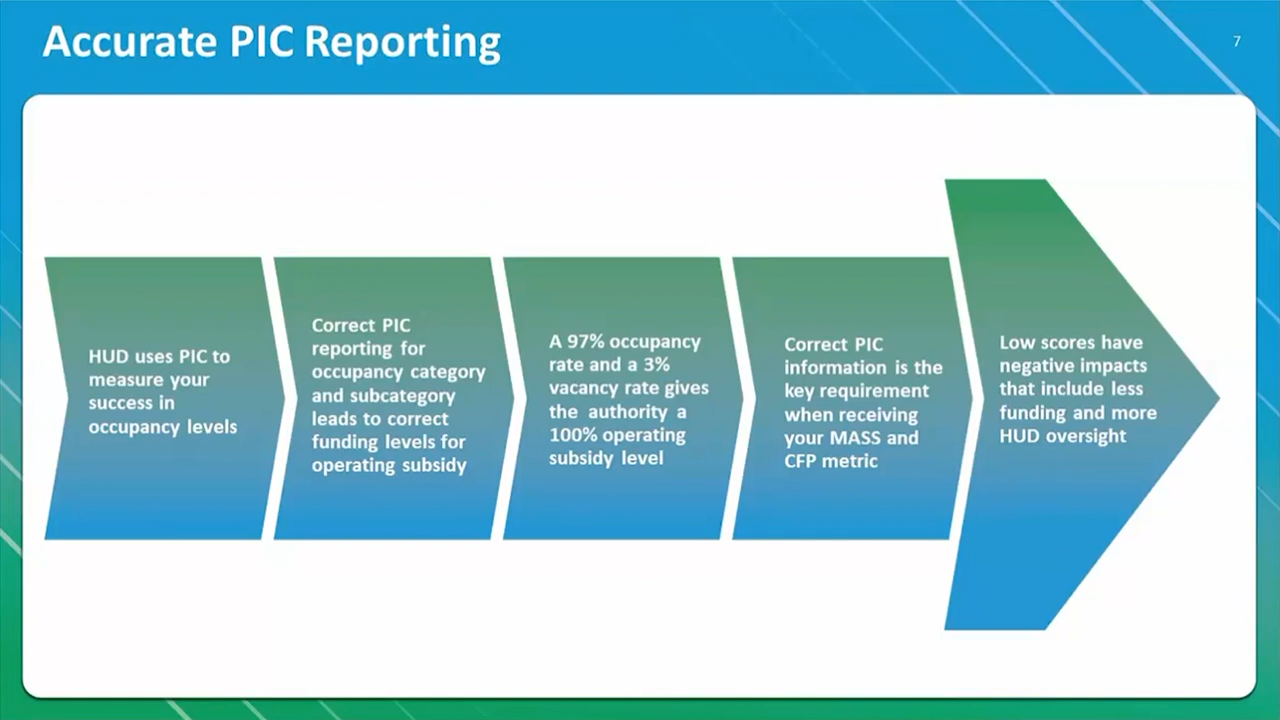 Accurate PIC Reporting
7
HUD uses PIC to
measure your
success in
occupancy levels
Correct PIC
reporting for
occupancy category
and subcategory
leads to correct
funding levels for
operating subsidy
A 97% occupancy
rate and a 3%
vacancy rate gives
the authority a
100% operating
subsidy level
Correct PIC
information is the
key requirement
when receiving
your MASS and
CFP metric
Low scores have
negative impacts
that include less
funding and more
HUD oversight